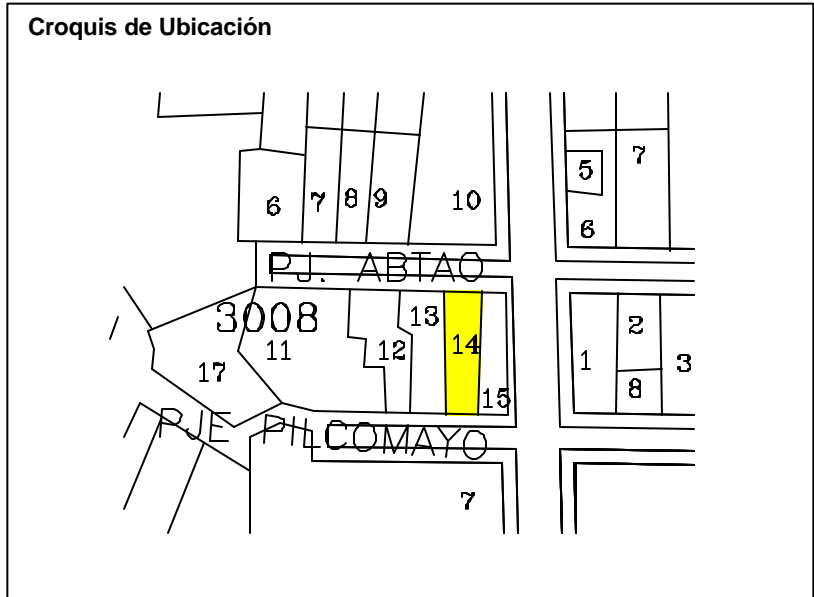 Croquis de Ubicación
5 7
6 7 8 9 10
6
PJ. ABTAO
3008 13
11 12 14 1 2 3
17 15 8
PJE PILCOMAYO
7